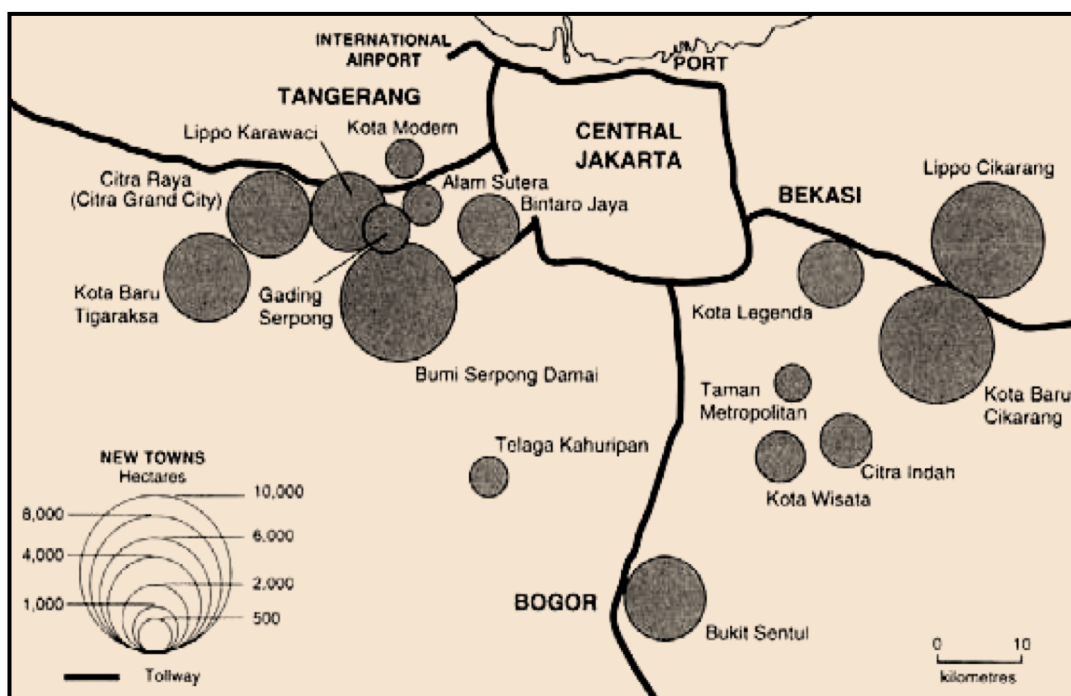 INTERNATIONAL
AIRPORT
PORT
TANGERANG
Lippo Karawaci
Kota Modern
CENTRAL
JAKARTA
Citra Raya
(Citra Grand City)
Alam Sutera
Bintaro Jaya
BEKASI
Lippo Cikarang
Kota Baru
Tigaraksa
Gading
Serpong
Kota Legenda
Bumi Serpong Damai
Taman
Metropolitan
Kota Baru
Cikarang
Telaga Kahuripan
Citra Indah
Kota Wisata
NEW TOWNS
Hectares
10,000
8,000
6,000
4,000
2,000
1,000
500
BOGOR
Bukit Sentul
Tollway
0 10
kilometres